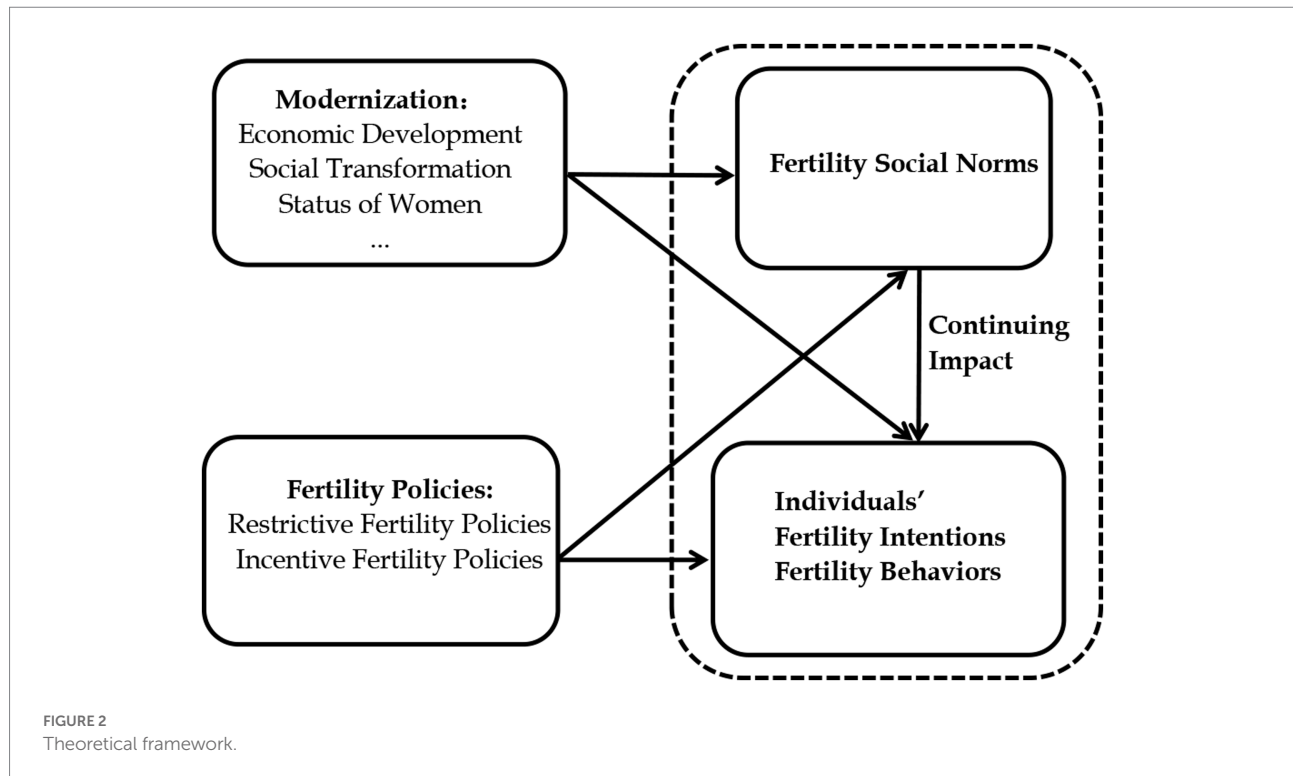 Modernization:
Economic Development
Social Transformation
Status of Women
...
Fertility Social Norms
Continuing
Impact
Fertility Policies:
Restrictive Fertility Policies
Incentive Fertility Policies
Individuals’
Fertility Intentions
Fertility Behaviors
FIGURE 2
Theoretical framework.